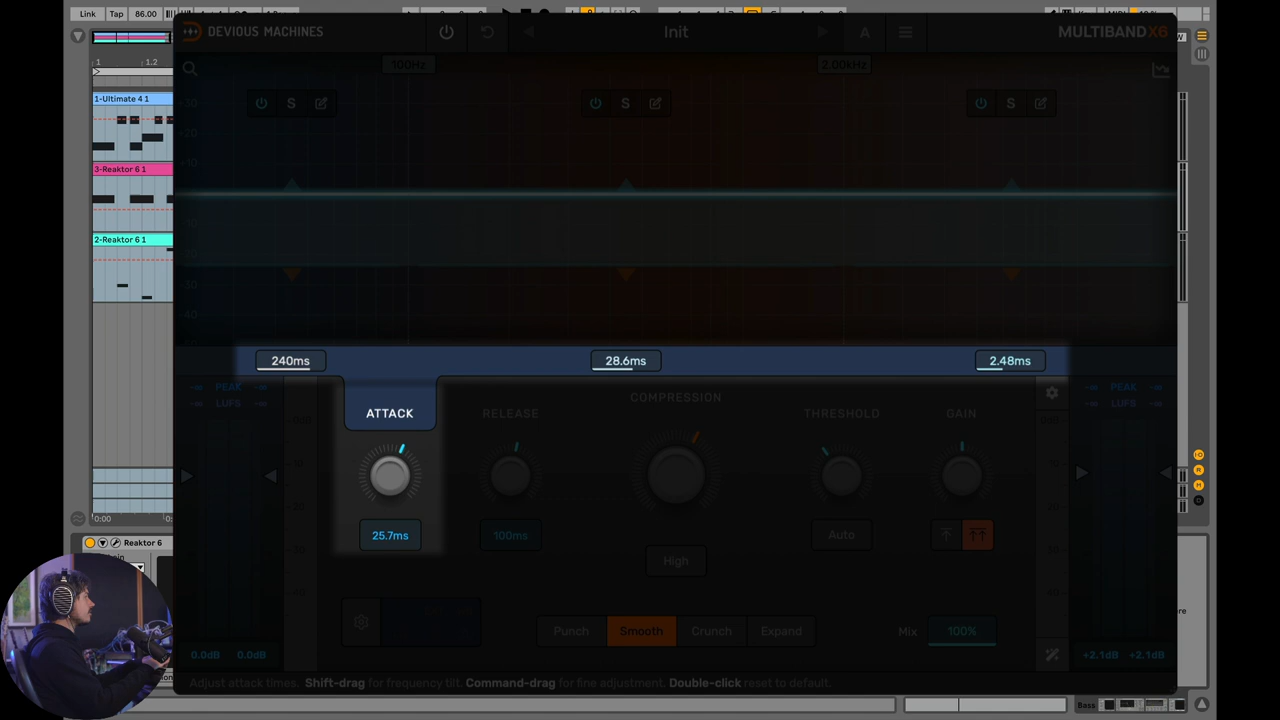 Link Tap 86.00
DEVIOUS MACHINES Init A MULTIBAND X6
1 1.2
100Hz 2.00kHz
1-Ultimate 4 1
S S S
3-Reaktor 6 1
2-Reaktor 6 1
240ms 28.6ms 2.48ms
PEAK PEAK
LUFS LUFS
COMPRESSION
ATTACK RELEASE THRESHOLD GAIN
25.7ms 100ms Auto
High
0:00
Reaktor 6
Punch Smooth Crunch Expand Mix 100%
0.0dB 0.0dB +2.1dB +2.1dB
Adjust attack times. Shift-drag for frequency tilt. Command-drag for fine adjustment. Double-click reset to default.
Bass